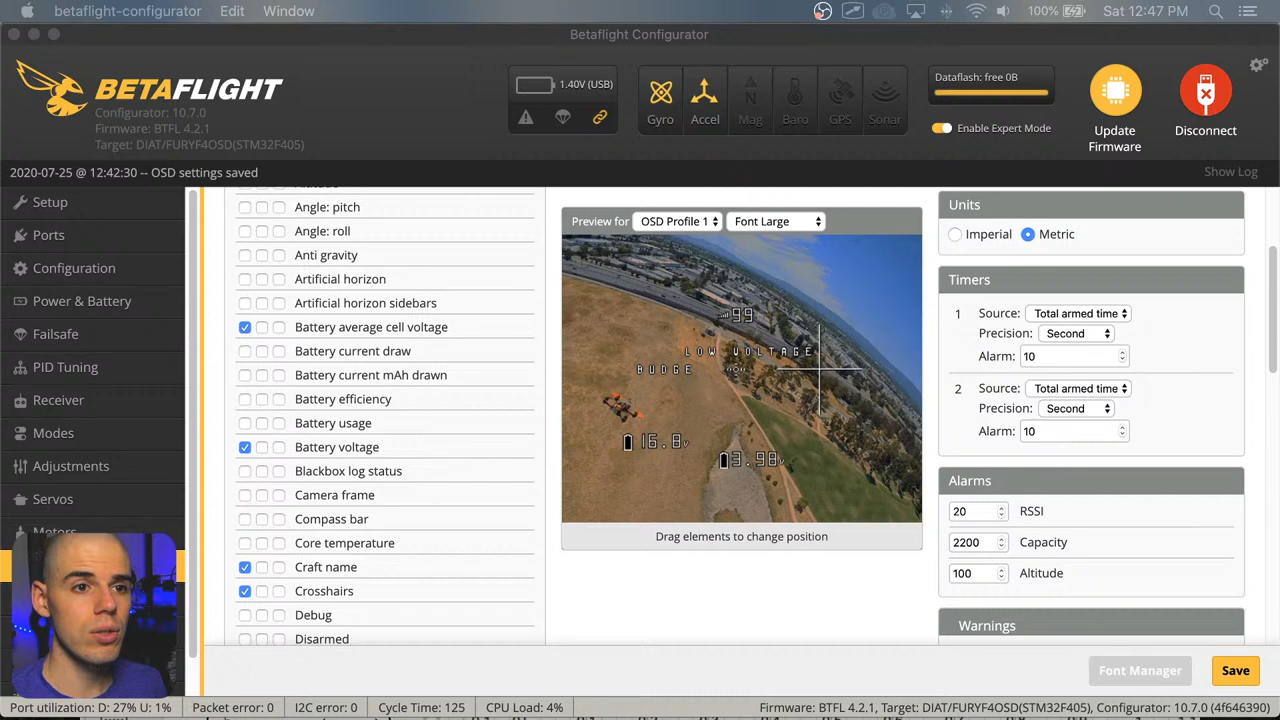 betaflight-configurator Edit Window
100% Sat 12:47 PM
Betaflight Configurator
BETAFLIGHT
Configurator: 10.7.0
Firmware: BTFL 4.2.1
Target: DIAT/FURYF4OSD(STM32F405)
1.40V (USB)
Gyro Accel Mag Baro GPS Sonar
Dataflash: free 0B
Enable Expert Mode
Update Firmware
Disconnect
2020-07-25 @ 12:42:30 -- OSD settings saved
Show Log
Setup
Ports
Configuration
Power & Battery
Failsafe
PID Tuning
Receiver
Modes
Adjustments
Servos
Motors
Angle: pitch
Angle: roll
Anti gravity
Artificial horizon
Artificial horizon sidebars
Battery average cell voltage
Battery current draw
Battery current mAh drawn
Battery efficiency
Battery usage
Battery voltage
Blackbox log status
Camera frame
Compass bar
Core temperature
Craft name
Crosshairs
Debug
Disarmed
Preview for OSD Profile 1 Font Large
99
LOW VOLTAGE
BUDGE
16.8V
3.98V
Drag elements to change position
Units
Imperial Metric
Timers
1 Source: Total armed time
Precision: Second
Alarm: 10
2 Source: Total armed time
Precision: Second
Alarm: 10
Alarms
20 RSSI
2200 Capacity
100 Altitude
Warnings
Font Manager
Save
Port utilization: D: 27% U: 1% Packet error: 0 I2C error: 0 Cycle Time: 125 CPU Load: 4% Firmware: BTFL 4.2.1, Target: DIAT/FURYF4OSD(STM32F405), Configurator: 10.7.0 (4f646390)